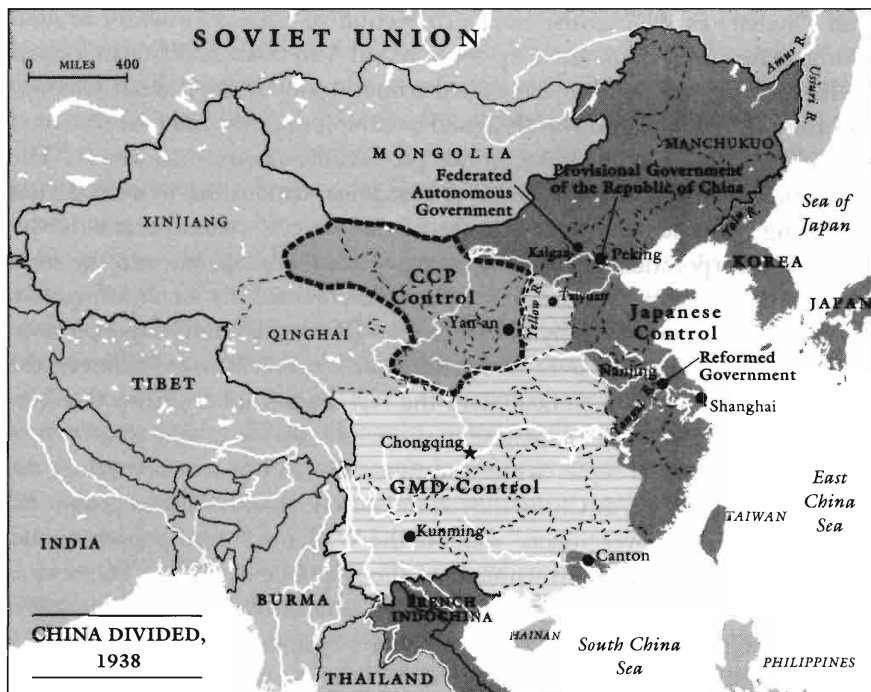 SOVIET UNION
0 MILES 400
Amur R.
Ussuri R.
MONGOLIA
MANCHUKUO
Federated
Autonomous
Government
Provisional Government
of the Republic of China
Yalu R.
Sea of
Japan
XINJIANG
Kalgan
Peking
KOREA
CCP
Control
Yellow R.
Taiyuan
JAPAN
Japanese
Control
QINGHAI
Yan'an
Reformed
Government
Nanjing
TIBET
Shanghai
Chongqing
GMD Control
East
China
Sea
TAIWAN
INDIA
Kunming
Canton
BURMA
FRENCH
INDOCHINA
CHINA DIVIDED,
1938
HAINAN
South China
Sea
PHILIPPINES
THAILAND